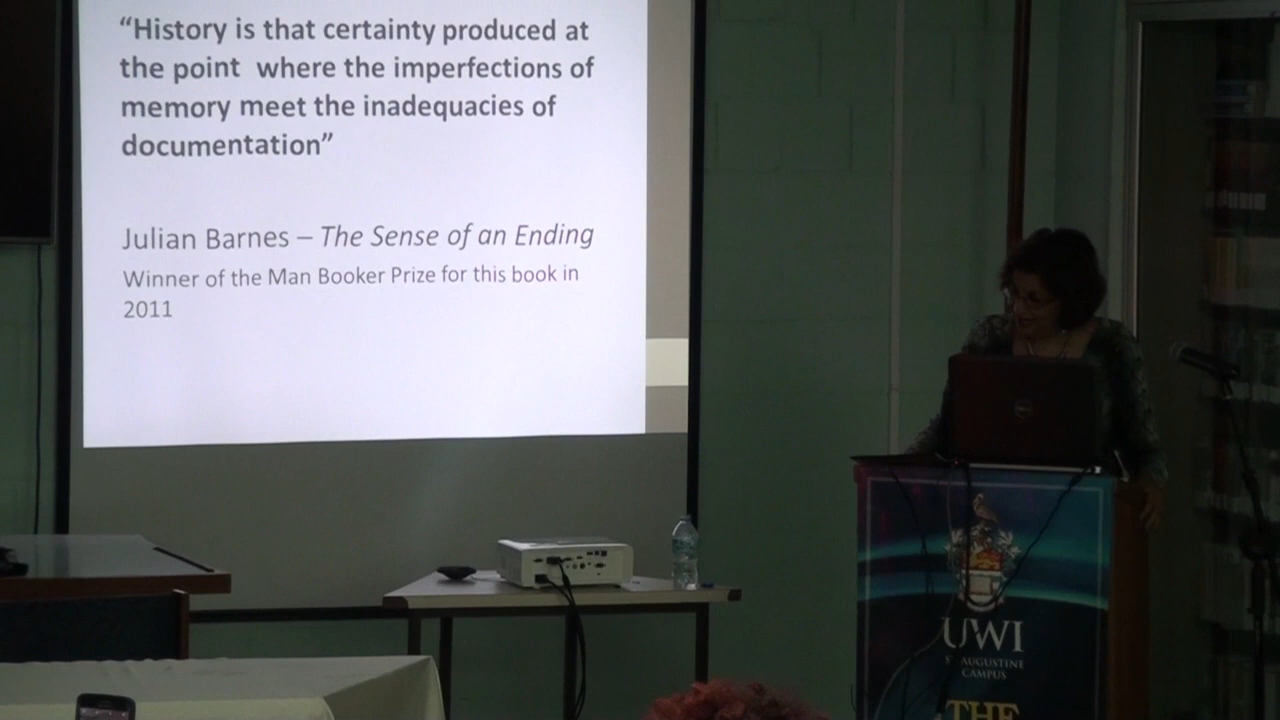 “History is that certainty produced at
the point where the imperfections of
memory meet the inadequacies of
documentation”
Julian Barnes – The Sense of an Ending
Winner of the Man Booker Prize for this book in
2011
UWI
ST. AUGUSTINE
CAMPUS
THE